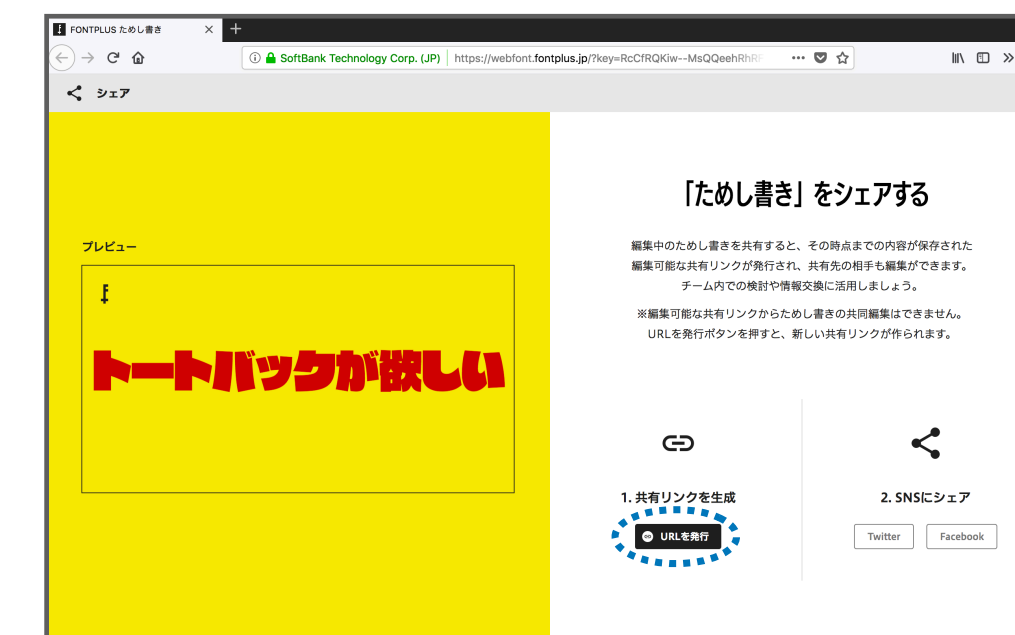 FONTPLUS ためし書き
SoftBank Technology Corp. (JP)
https://webfont.fontplus.jp/?key=RcCfRQKiw--MsQQeehRhRF
シェア
プレビュー
トートバックが欲しい
「ためし書き」をシェアする
編集中のためし書きを共有すると、その時点までの内容が保存された
編集可能な共有リンクが発行され、共有先の相手も編集ができます。
チーム内での検討や情報交換に活用しましょう。
※編集可能な共有リンクからためし書きの共同編集はできません。
URLを発行ボタンを押すと、新しい共有リンクが作られます。
1. 共有リンクを生成
URLを発行
2. SNSにシェア
Twitter
Facebook